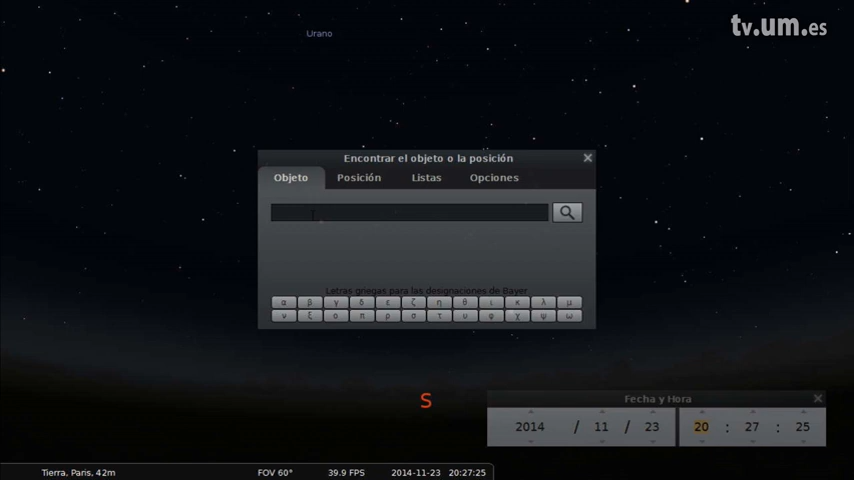 tv.um.es
Urano
Encontrar el objeto o la posición
Objeto Posición Listas Opciones
Letras griegas para las designaciones de Bayer
α β γ δ ε ζ η θ ι κ λ μ
ν ξ ο π ρ σ τ υ φ χ ψ ω
S
Fecha y Hora
2014 / 11 / 23 20 : 27 : 25
Tierra, Paris, 42m FOV 60° 39.9 FPS 2014-11-23 20:27:25